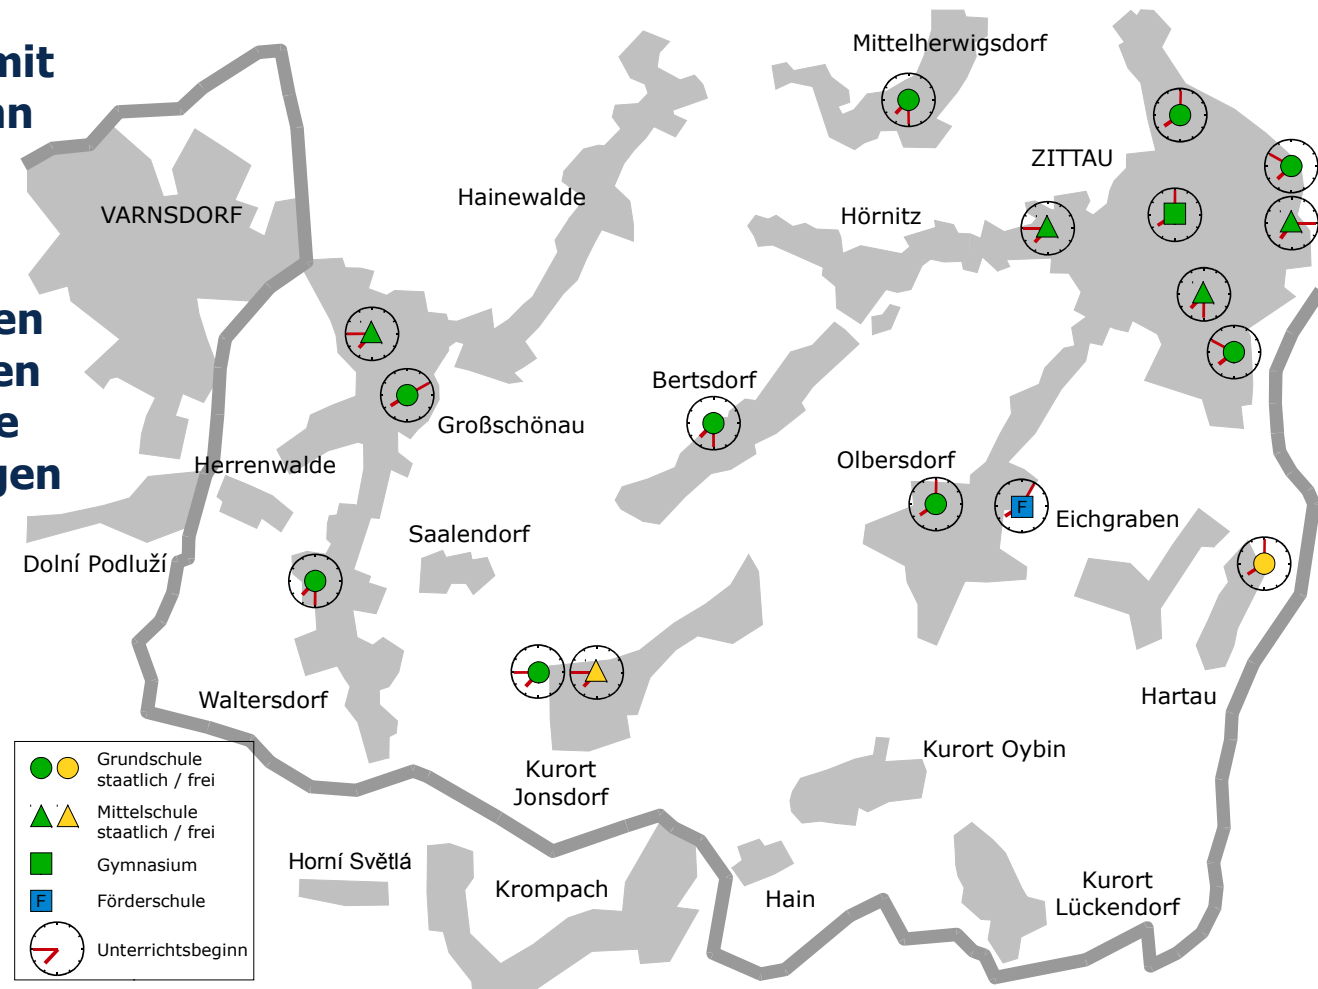 mit
nn
en
en
e
gen
Mittelherwigsdorf
ZITTAU
Hainewalde
VARNSDORF
Hörnitz
Bertsdorf
Großschönau
Olbersdorf
Herrenwalde
Eichgraben
Saalendorf
Dolní Podluží
Hartau
Waltersdorf
Kurort Oybin
Kurort
Jonsdorf
Horní Světlá
Krompach
Hain
Kurort
Lückendorf
Grundschule
staatlich / frei
Mittelschule
staatlich / frei
Gymnasium
F
F Förderschule
Unterrichtsbeginn